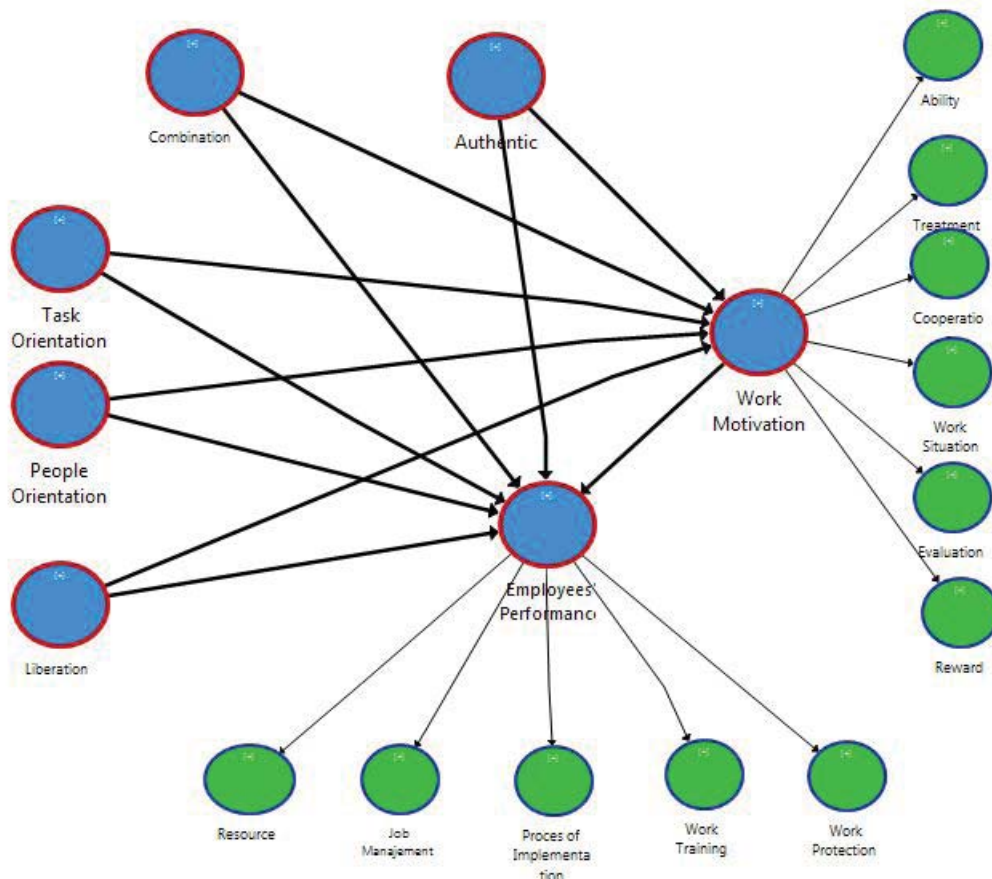 Combination
Authentic
Ability
Treatment
Cooperatio
Task
Orientation
People
Orientation
Work
Motivation
Work
Situation
Evaluation
Reward
Liberation
Employees'
Performance
Resource
Job
Manajement
Proces of
Implementa
tion
Work
Training
Work
Protection